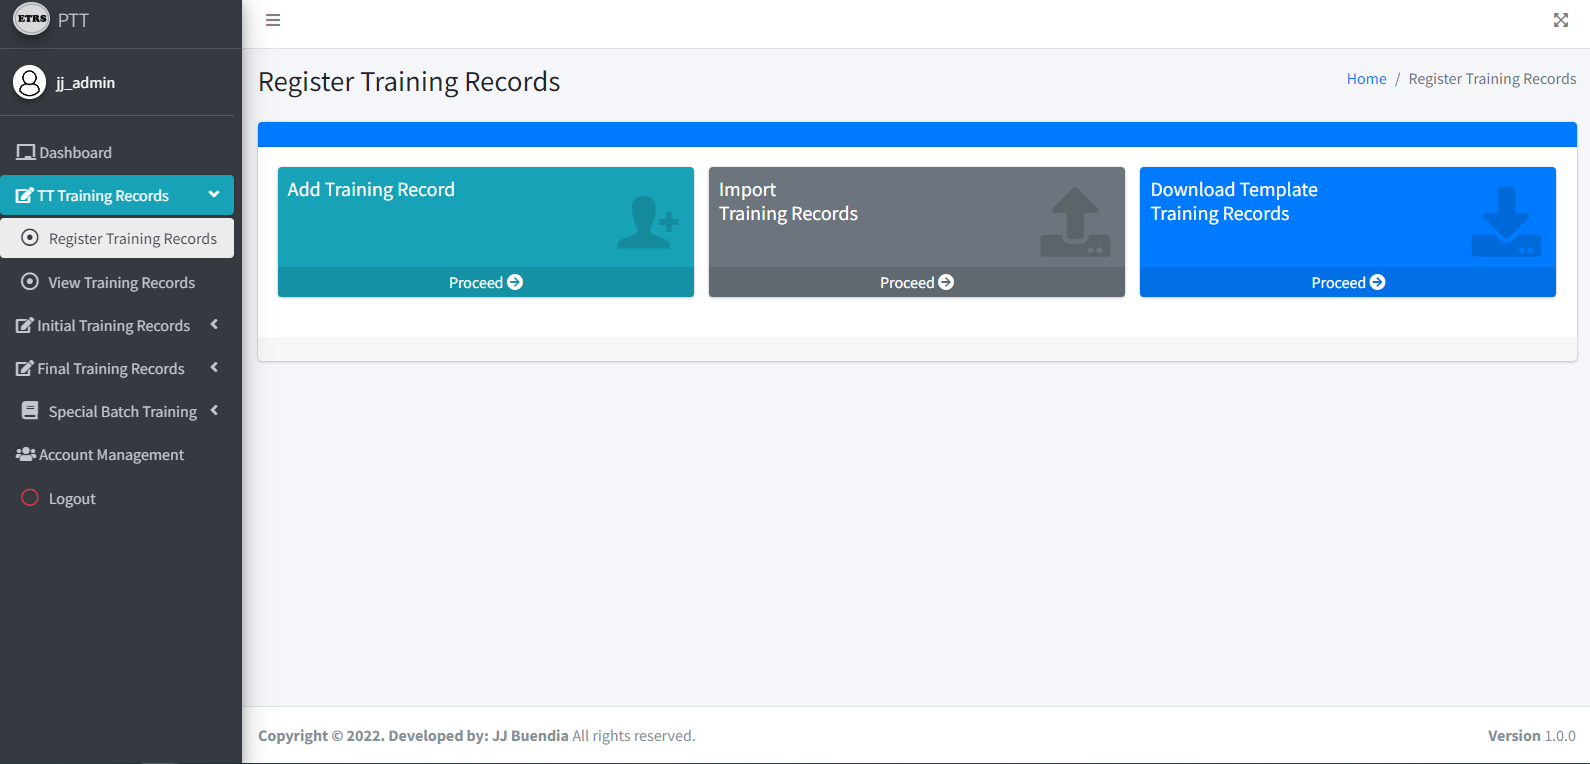 ETRS PTT
jj_admin
Dashboard
TT Training Records
Register Training Records
View Training Records
Initial Training Records
Final Training Records
Special Batch Training
Account Management
Logout
Register Training Records
Home / Register Training Records
Add Training Record
Proceed
Import
Training Records
Proceed
Download Template
Training Records
Proceed
Copyright © 2022. Developed by: JJ Buendia All rights reserved.
Version 1.0.0